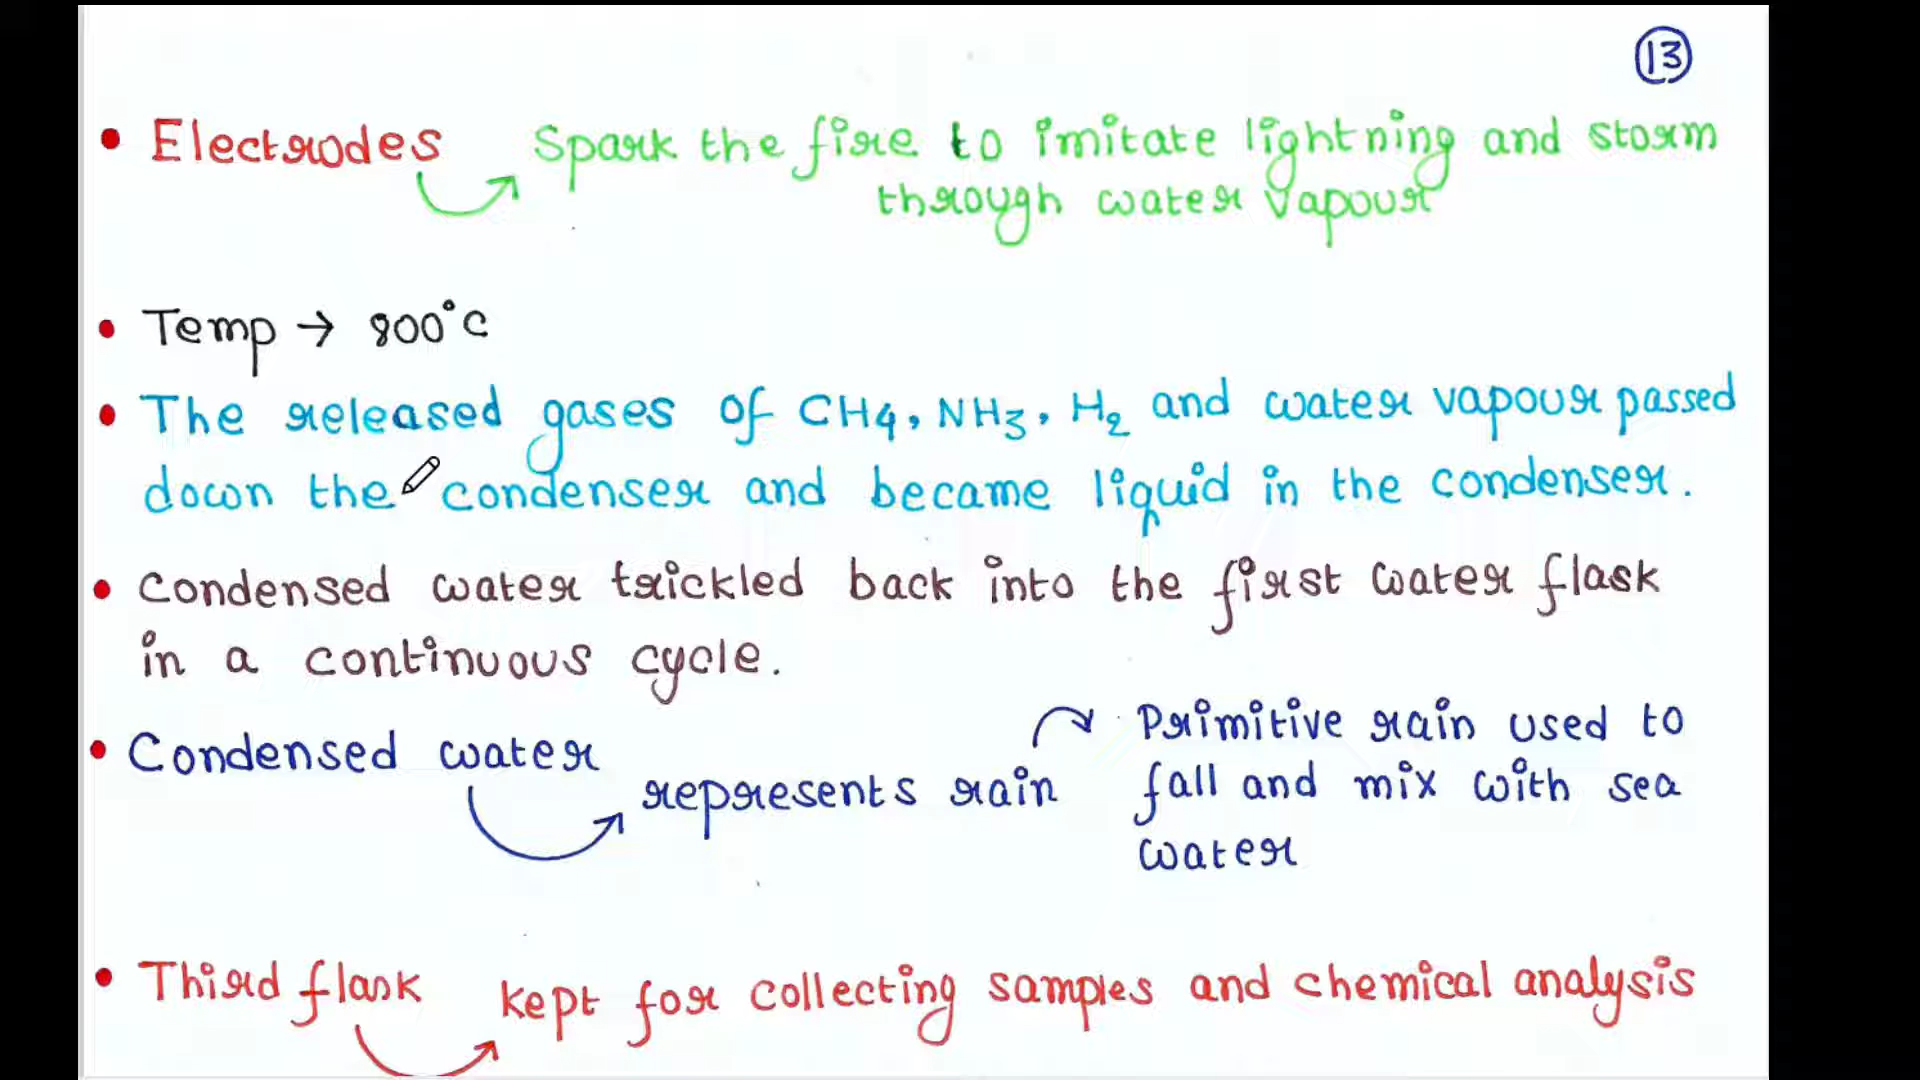 13
• Electrodes Spark the fire to imitate lightning and storm
through water vapour
• Temp → 800°C
• The released gases of CH4, NH3, H2 and water vapour passed
down the condenser and became liquid in the condenser.
• Condensed water trickled back into the first water flask
in a continuous cycle.
• Condensed water represents rain Primitive rain used to
fall and mix with sea
water
• Third flask kept for collecting samples and chemical analysis